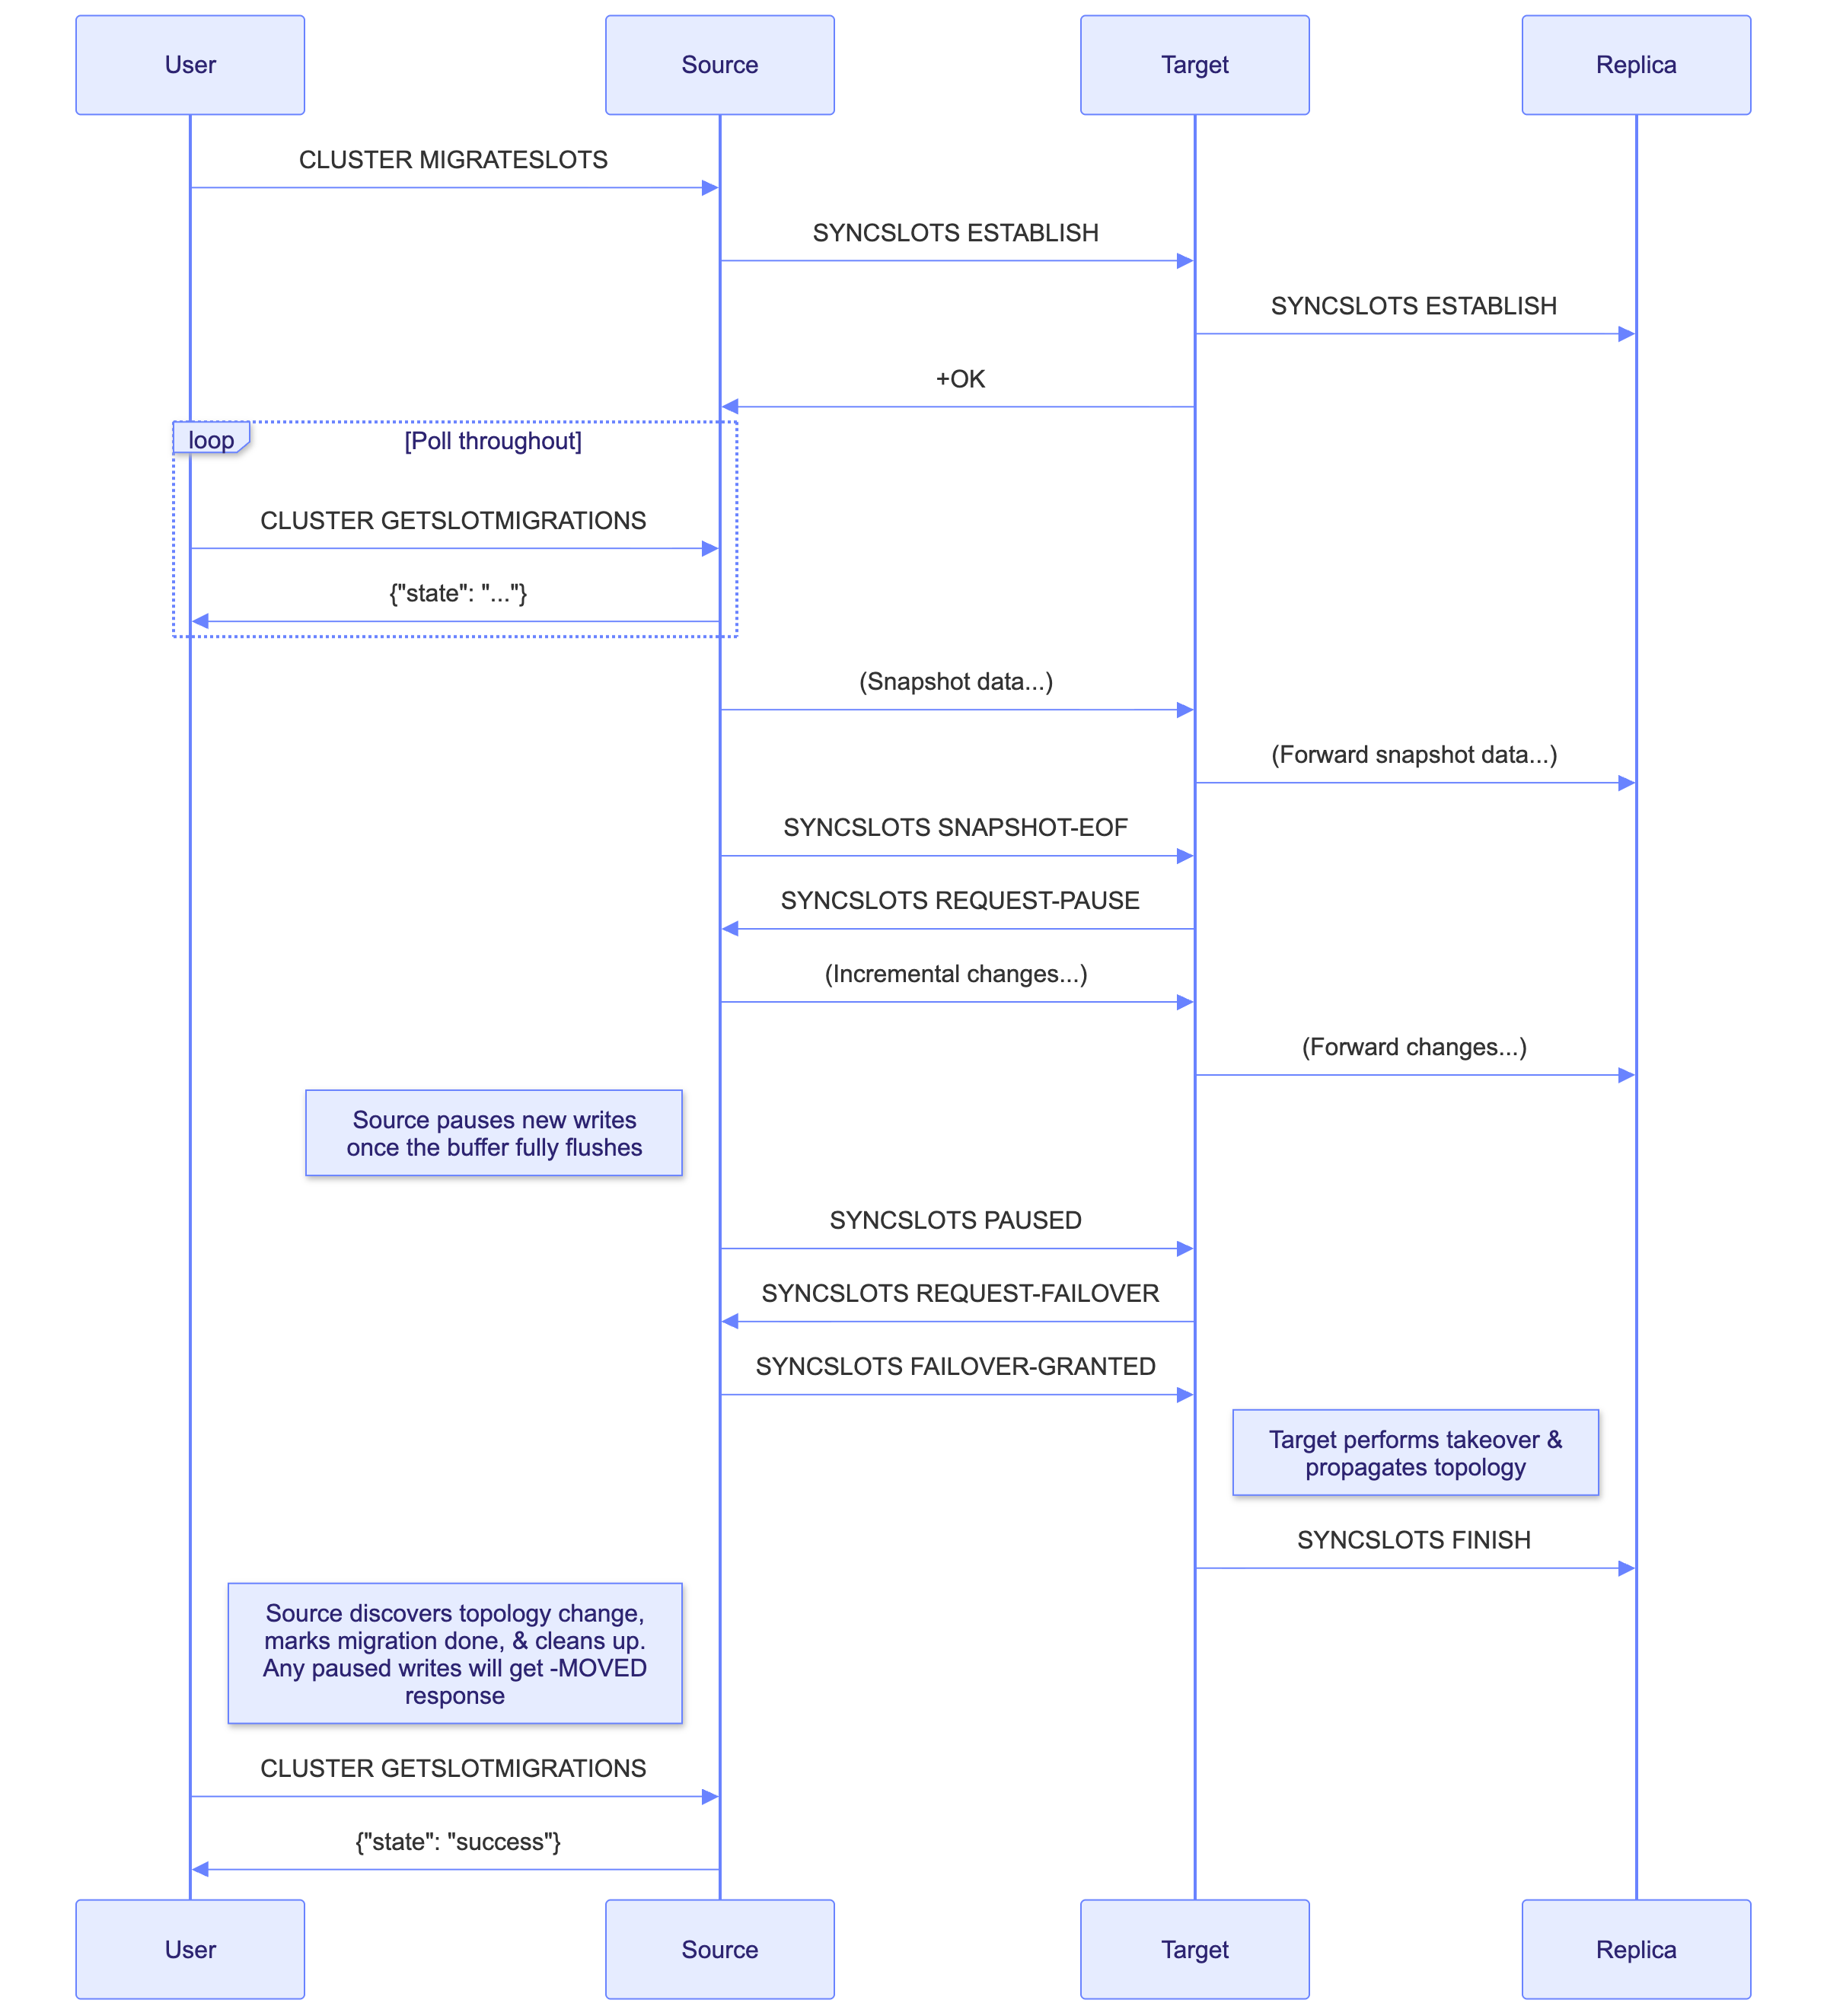 User
Source
Target
Replica
CLUSTER MIGRATESLOTS
SYNCSLOTS ESTABLISH
SYNCSLOTS ESTABLISH
+OK
loop
[Poll throughout]
CLUSTER GETSLOTMIGRATIONS
{"state": "..."}
(Snapshot data...)
(Forward snapshot data...)
SYNCSLOTS SNAPSHOT-EOF
SYNCSLOTS REQUEST-PAUSE
(Incremental changes...)
(Forward changes...)
Source pauses new writes
once the buffer fully flushes
SYNCSLOTS PAUSED
SYNCSLOTS REQUEST-FAILOVER
SYNCSLOTS FAILOVER-GRANTED
Target performs takeover &
propagates topology
SYNCSLOTS FINISH
Source discovers topology change,
marks migration done, & cleans up.
Any paused writes will get -MOVED
response
CLUSTER GETSLOTMIGRATIONS
{"state": "success"}
User
Source
Target
Replica